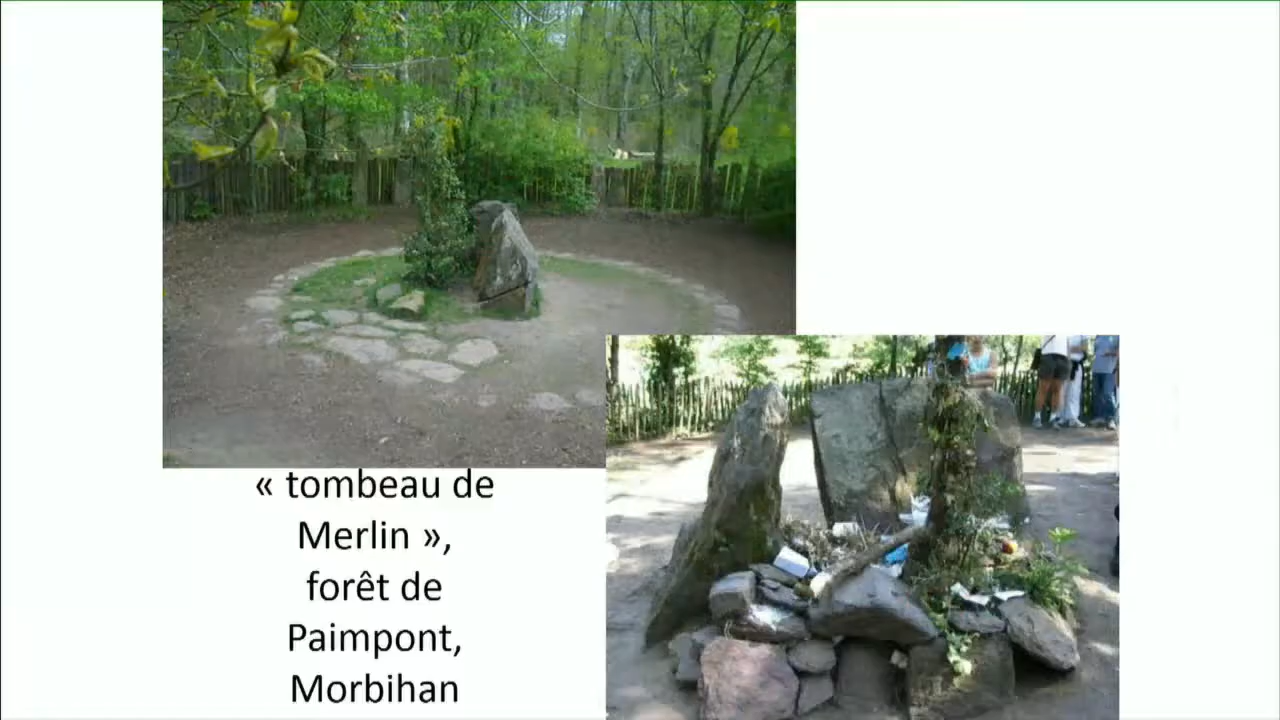 « tombeau de
Merlin »,
forêt de
Paimpont,
Morbihan